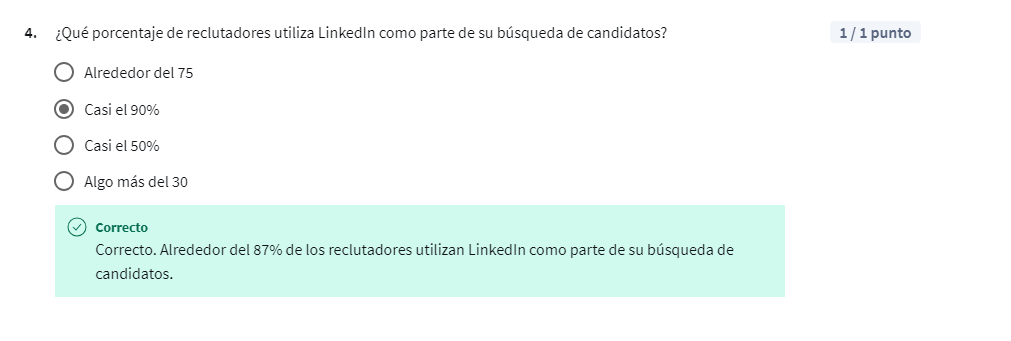 4. ¿Qué porcentaje de reclutadores utiliza LinkedIn como parte de su búsqueda de candidatos? 1 / 1 punto
Alrededor del 75
Casi el 90%
Casi el 50%
Algo más del 30
Correcto
Correcto. Alrededor del 87% de los reclutadores utilizan LinkedIn como parte de su búsqueda de
candidatos.